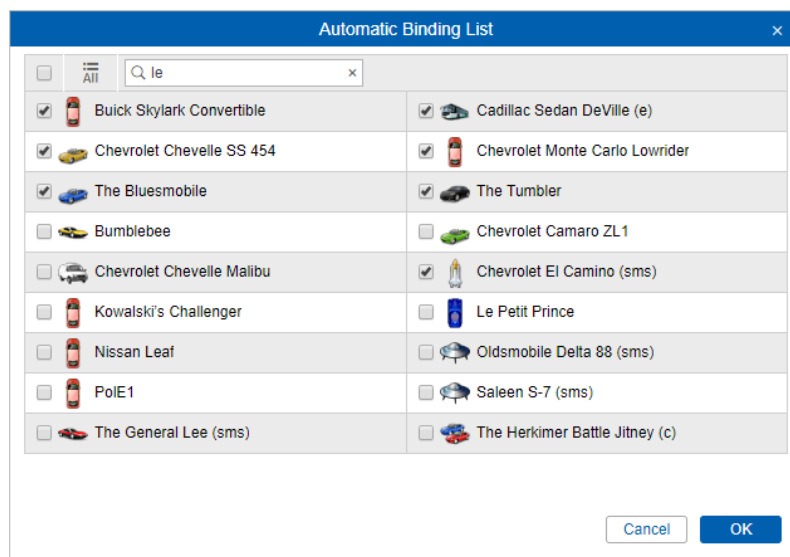 Automatic Binding List
All
le
Buick Skylark Convertible
Cadillac Sedan DeVille (e)
Chevrolet Chevelle SS 454
Chevrolet Monte Carlo Lowrider
The Bluesmobile
The Tumbler
Bumblebee
Chevrolet Camaro ZL1
Chevrolet Chevelle Malibu
Chevrolet El Camino (sms)
Kowalski's Challenger
Le Petit Prince
Nissan Leaf
Oldsmobile Delta 88 (sms)
PolE1
Saleen S-7 (sms)
The General Lee (sms)
The Herkimer Battle Jitney (c)
Cancel
OK